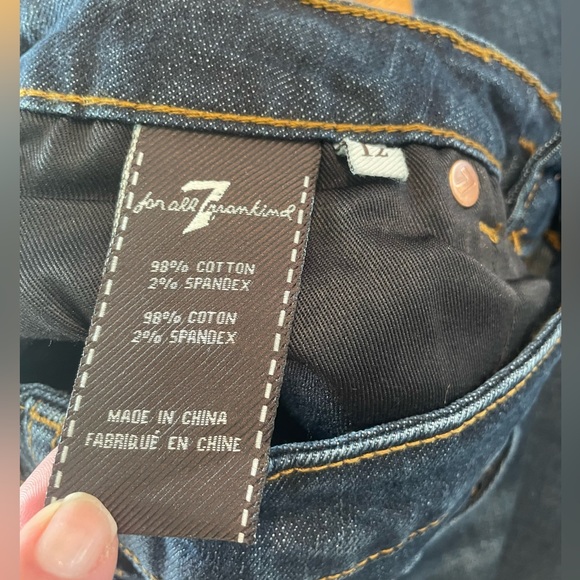 for all 7 mankind
12
98% COTTON
2% SPANDEX
98% COTON
2% SPANDEX
MADE IN CHINA
FABRIQUÉ EN CHINE